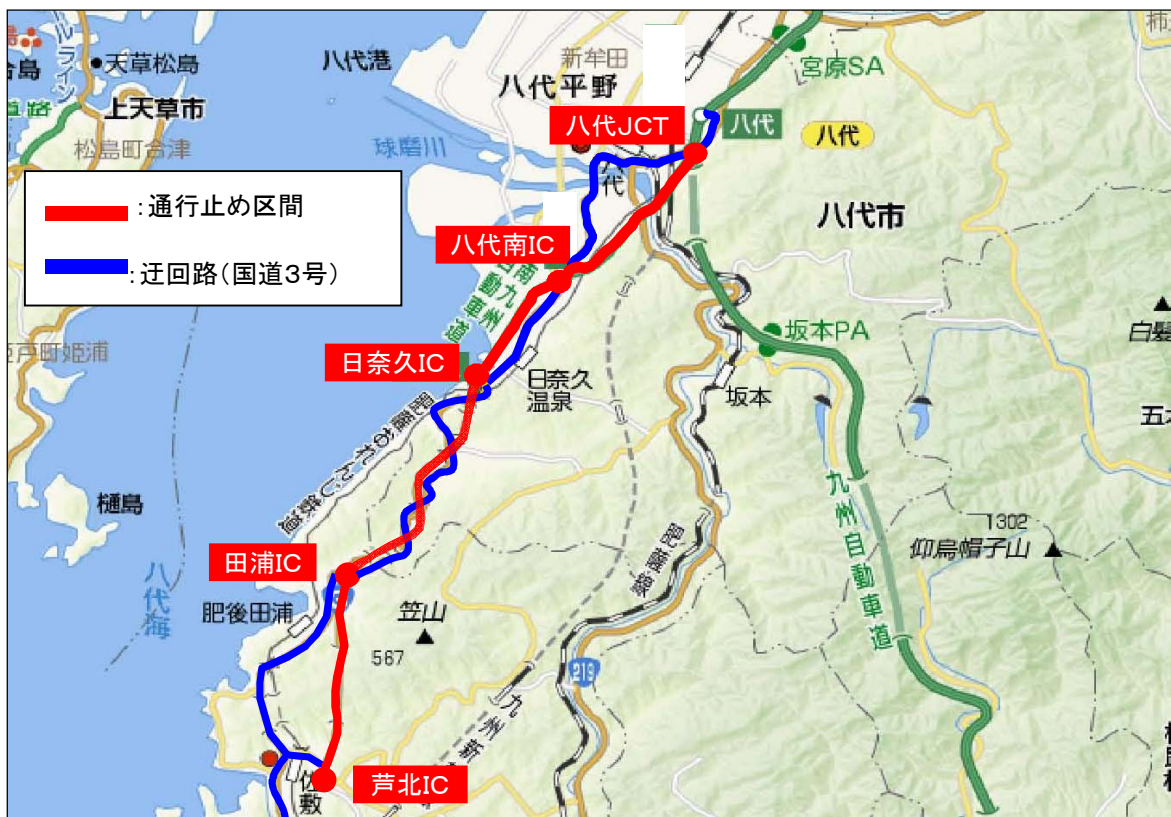 宮原SA
新牟田
八代港
天草松島
八代平野
上天草市
八代JCT
八代
八代
松島町合津
球磨川
八代
:通行止め区間
八代市
八代南IC
:迂回路(国道3号)
南九州
自動車道
坂本PA
戸町姫浦
日奈久IC
日奈久
温泉
坂本
肥薩おれんじ鉄道
樋島
1302
仰烏帽子山
九州自動車道
田浦IC
肥薩線
八代海
肥後田浦
笠山
567
219
九州新
芦北IC
佐敷